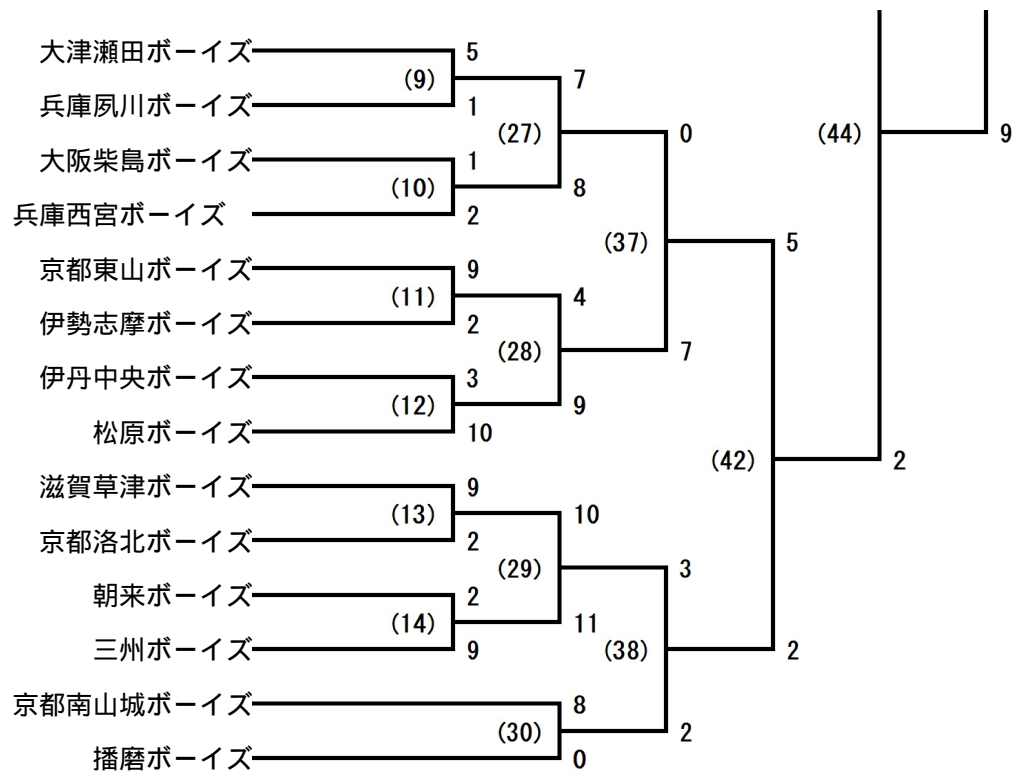 大津瀬田ボーイズ 5
(9) 7
兵庫夙川ボーイズ 1
(27) 0 (44) 9
大阪柴島ボーイズ 1
(10) 8
兵庫西宮ボーイズ 2
(37) 5
京都東山ボーイズ 9
(11) 4
伊勢志摩ボーイズ 2
(28) 7
伊丹中央ボーイズ 3
(12) 9
松原ボーイズ 10
(42) 2
滋賀草津ボーイズ 9
(13) 10
京都洛北ボーイズ 2
(29) 3
朝来ボーイズ 2
(14) 11
三州ボーイズ 9
(38) 2
京都南山城ボーイズ 8
(30) 2
播磨ボーイズ 0